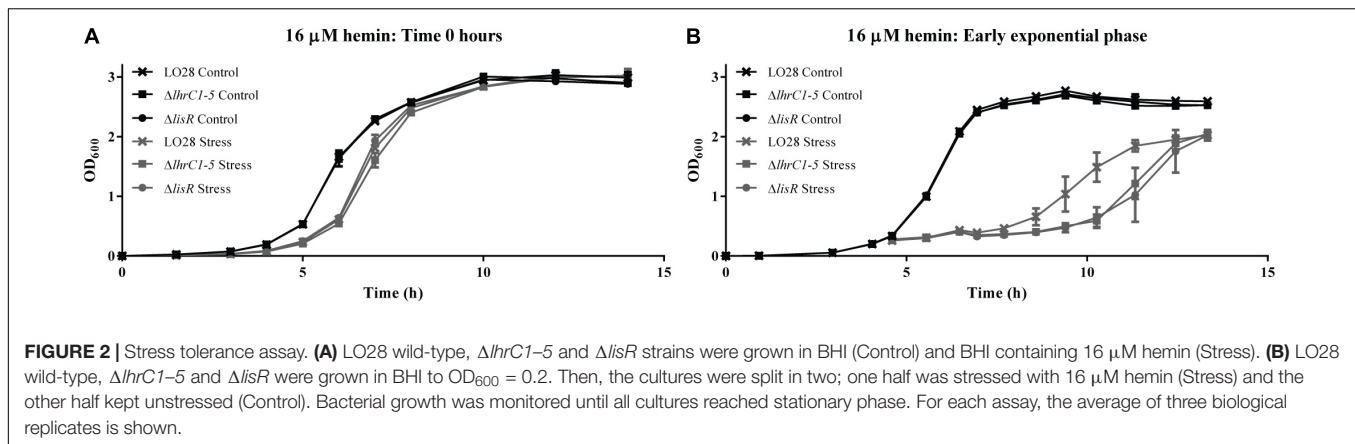 A
16 μM hemin: Time 0 hours
LO28 Control
ΔlhrC1-5 Control
ΔlisR Control
LO28 Stress
ΔlhrC1-5 Stress
ΔlisR Stress
OD600
3
2
1
0
0
5
10
15
Time (h)
B
16 μM hemin: Early exponential phase
LO28 Control
ΔlhrC1-5 Control
ΔlisR Control
LO28 Stress
ΔlhrC1-5 Stress
ΔlisR Stress
OD600
3
2
1
0
0
5
10
15
Time (h)
FIGURE 2 | Stress tolerance assay. (A) LO28 wild-type, ΔlhrC1–5 and ΔlisR strains were grown in BHI (Control) and BHI containing 16 μM hemin (Stress). (B) LO28
wild-type, ΔlhrC1–5 and ΔlisR were grown in BHI to OD600 = 0.2. Then, the cultures were split in two; one half was stressed with 16 μM hemin (Stress) and the
other half kept unstressed (Control). Bacterial growth was monitored until all cultures reached stationary phase. For each assay, the average of three biological
replicates is shown.